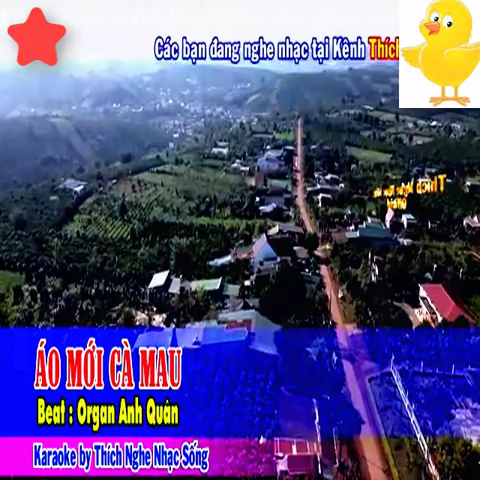 Các bạn đang nghe nhạc tại Kênh Thích
ÁO MỚI CÀ MAU
Beat : Organ Anh Quân
Karaoke by Thích Nghe Nhạc Sống